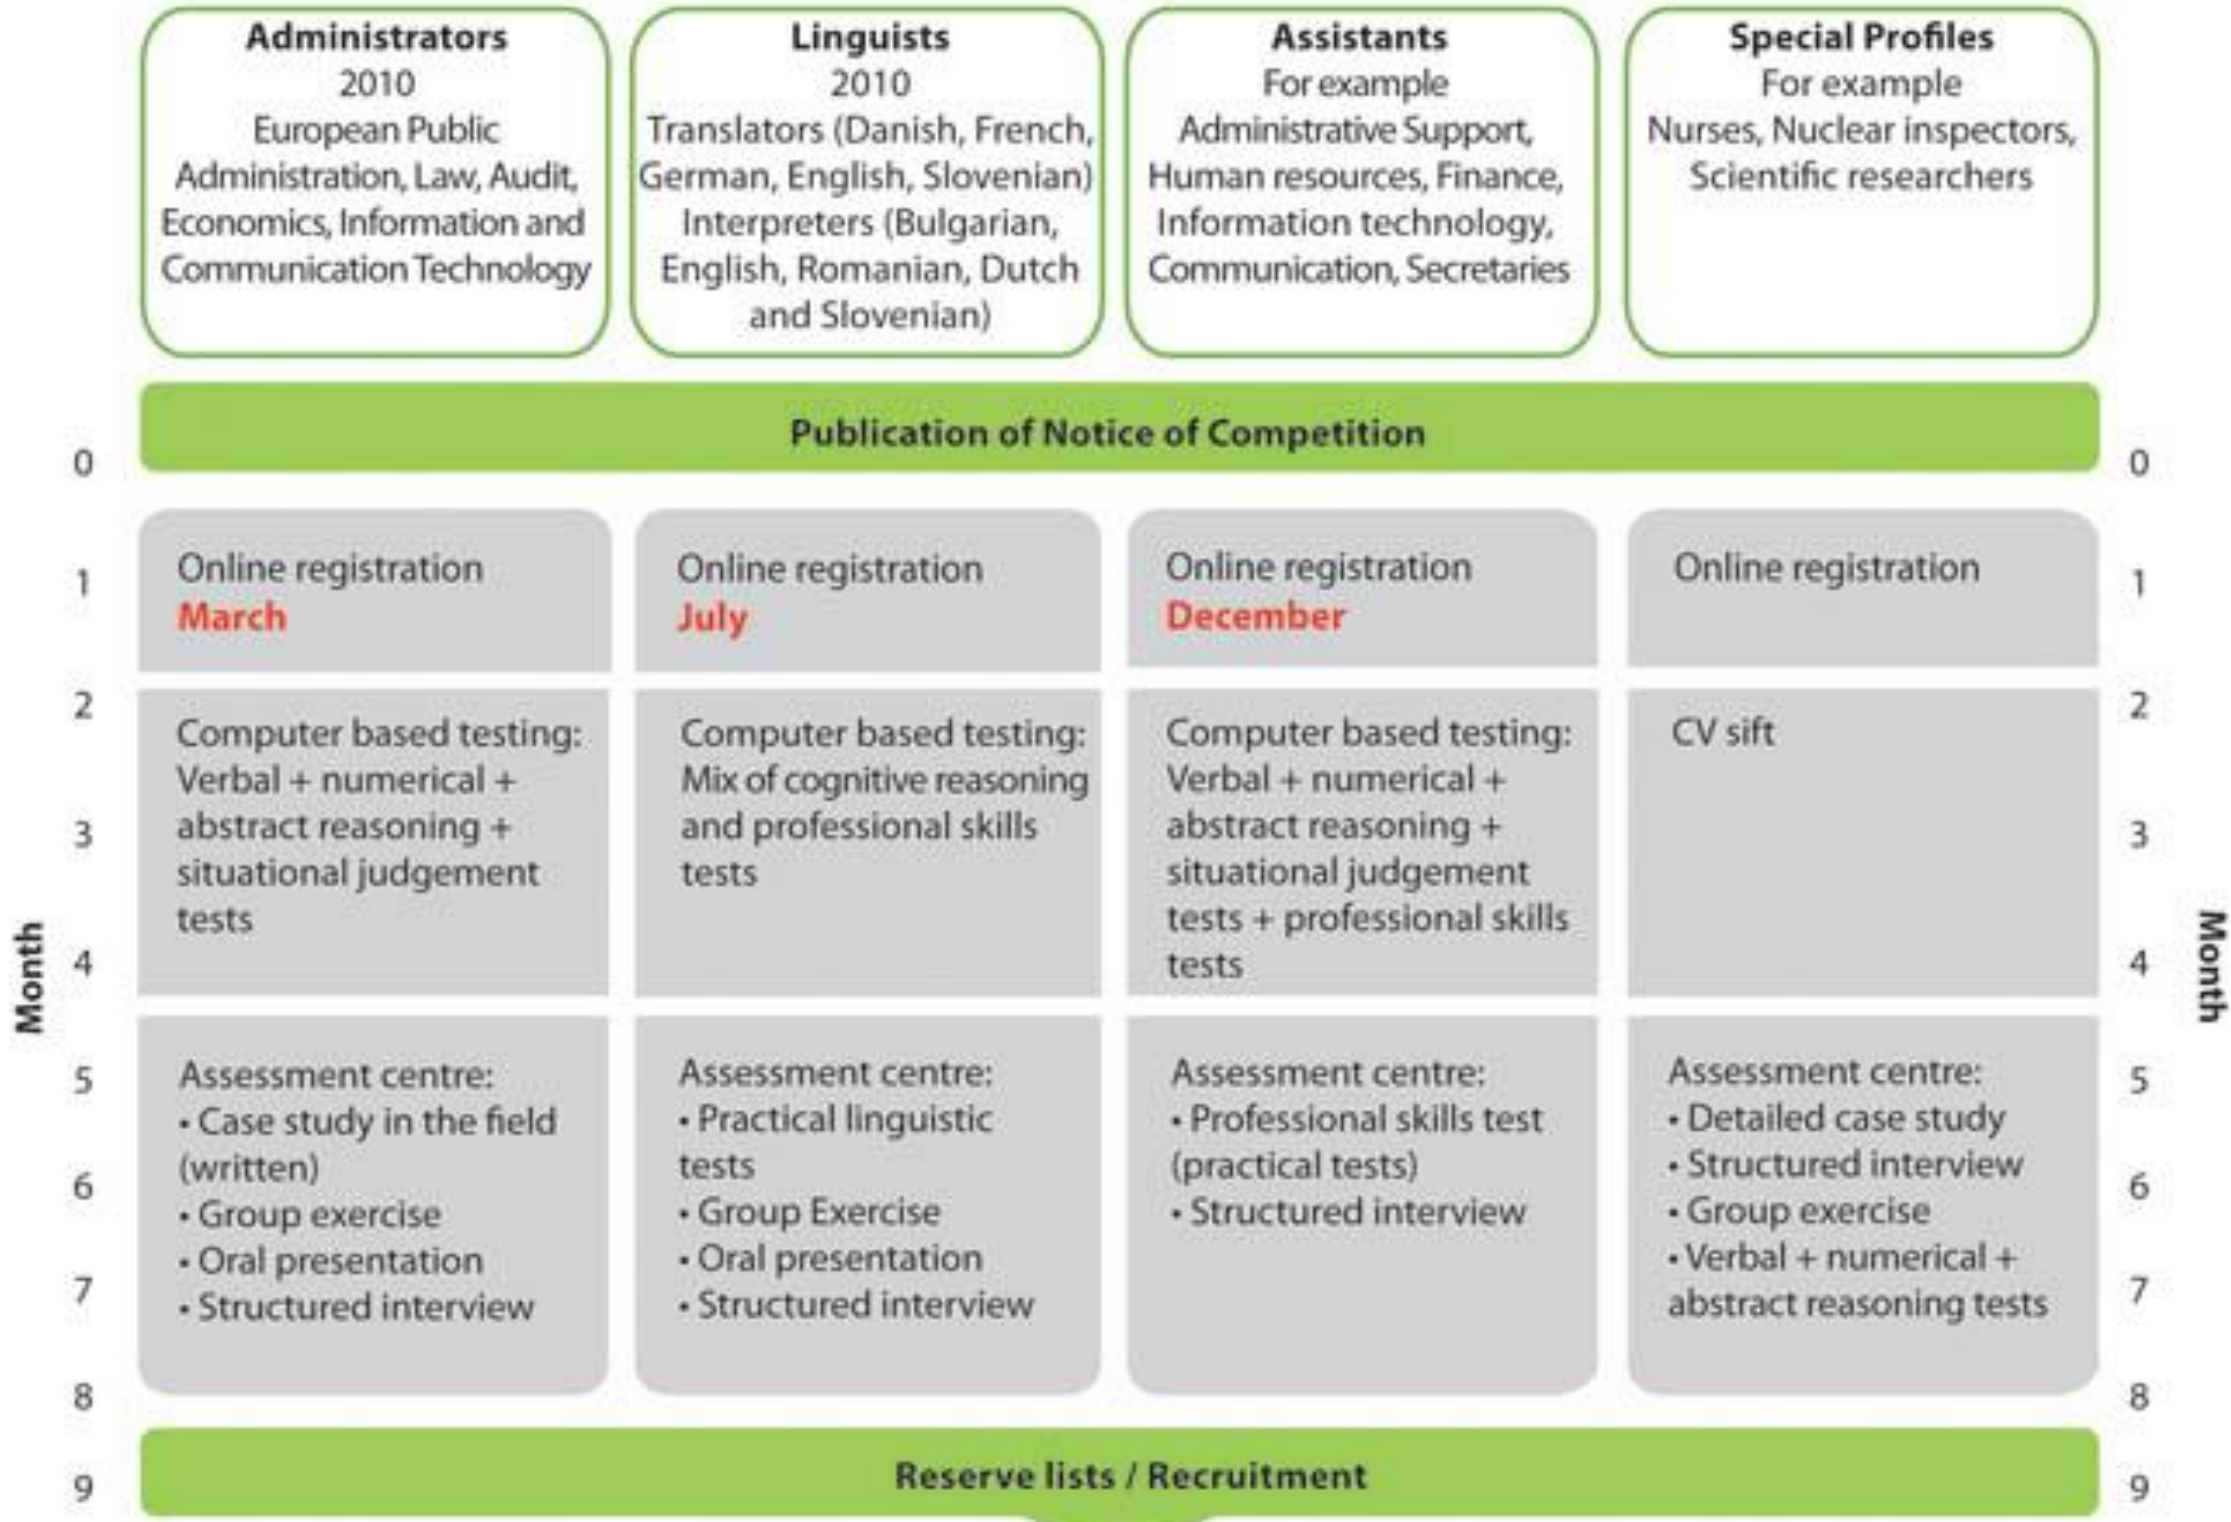 Administrators
2010
European Public
Administration, Law, Audit,
Economics, Information and
Communication Technology
Linguists
2010
Translators (Danish, French,
German, English, Slovenian)
Interpreters (Bulgarian,
English, Romanian, Dutch
and Slovenian)
Assistants
For example
Administrative Support,
Human resources, Finance,
Information technology,
Communication, Secretaries
Special Profiles
For example
Nurses, Nuclear inspectors,
Scientific researchers
Publication of Notice of Competition
0
0
1
Online registration
March
Online registration
July
Online registration
December
Online registration
1
2
3
4
Computer based testing:
Verbal + numerical +
abstract reasoning +
situational judgement
tests
Computer based testing:
Mix of cognitive reasoning
and professional skills
tests
Computer based testing:
Verbal + numerical +
abstract reasoning +
situational judgement
tests + professional skills
tests
CV sift
2
3
4
Month
Month
5
6
7
8
Assessment centre:
• Case study in the field
(written)
• Group exercise
• Oral presentation
• Structured interview
Assessment centre:
• Practical linguistic
tests
• Group Exercise
• Oral presentation
• Structured interview
Assessment centre:
• Professional skills test
(practical tests)
• Structured interview
Assessment centre:
• Detailed case study
• Structured interview
• Group exercise
• Verbal + numerical +
abstract reasoning tests
5
6
7
8
9
Reserve lists / Recruitment
9